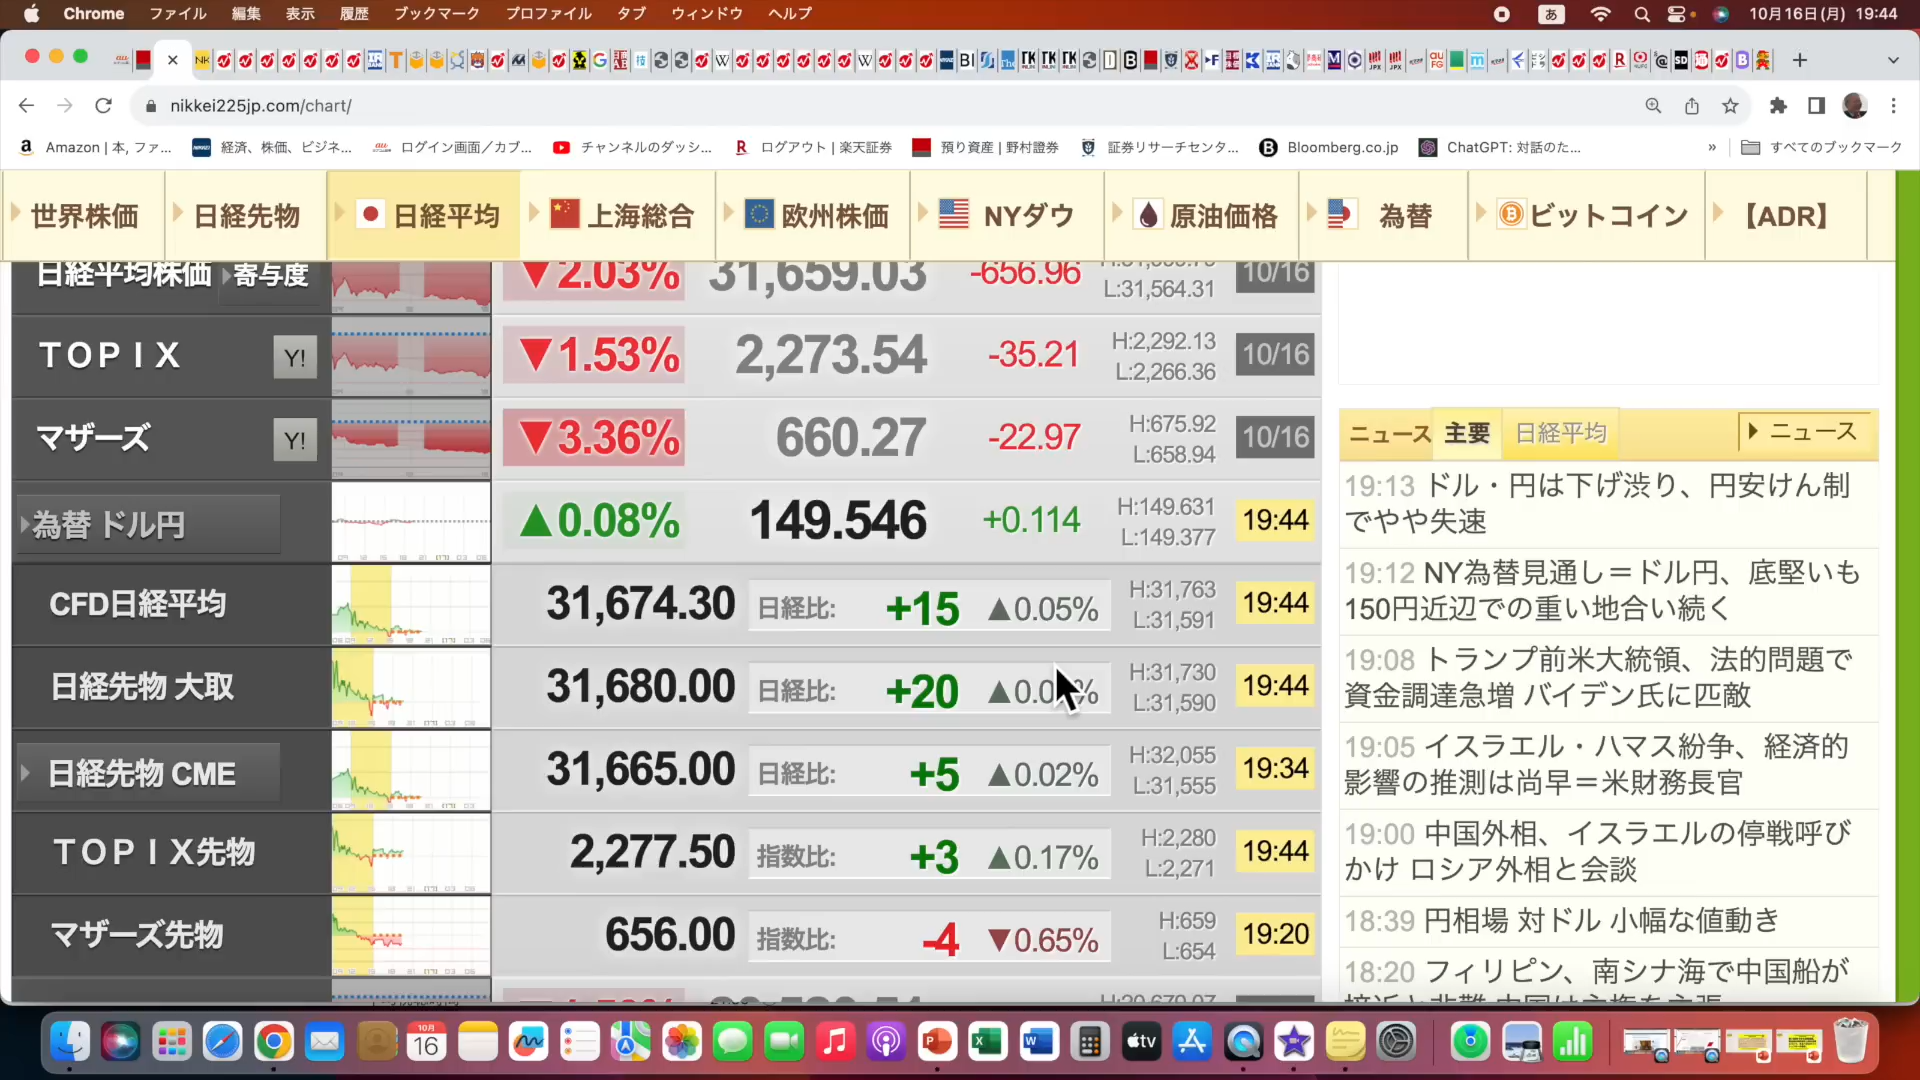 Chrome ファイル 編集 表示 履歴 ブックマーク プロファイル タブ ウィンドウ ヘルプ あ 10月16日(月) 19:44
nikkei225jp.com/chart/
Amazon | 本, ファ... 経済、株価、ビジネ... ログイン画面／カブ... チャンネルのダッシ... ログアウト | 楽天証券 預り資産 | 野村證券 証券リサーチセンタ... Bloomberg.co.jp ChatGPT: 対話のた... » すべてのブックマーク
世界株価 日経先物 日経平均 上海総合 欧州株価 NYダウ 原油価格 為替 ビットコイン 【ADR】
日経平均株価 寄与度 ▼2.03% 31,659.03 -656.96 L:31,564.31 10/16
ＴＯＰＩＸ Y! ▼1.53% 2,273.54 -35.21 H:2,292.13 L:2,266.36 10/16
マザーズ Y! ▼3.36% 660.27 -22.97 H:675.92 L:658.94 10/16
為替 ドル円 ▲0.08% 149.546 +0.114 H:149.631 L:149.377 19:44
CFD日経平均 31,674.30 日経比: +15 ▲0.05% H:31,763 L:31,591 19:44
日経先物 大取 31,680.00 日経比: +20 H:31,730 L:31,590 19:44
日経先物 CME 31,665.00 日経比: +5 ▲0.02% H:32,055 L:31,555 19:34
ＴＯＰＩＸ先物 2,277.50 指数比: +3 ▲0.17% H:2,280 L:2,271 19:44
マザーズ先物 656.00 指数比: -4 ▼0.65% H:659 L:654 19:20
ニュース 主要 日経平均 ニュース
19:13 ドル・円は下げ渋り、円安けん制
でやや失速
19:12 NY為替見通し＝ドル円、底堅いも
150円近辺での重い地合い続く
19:08 トランプ前米大統領、法的問題で
資金調達急増 バイデン氏に匹敵
19:05 イスラエル・ハマス紛争、経済的
影響の推測は尚早＝米財務長官
19:00 中国外相、イスラエルの停戦呼び
かけ ロシア外相と会談
18:39 円相場 対ドル 小幅な値動き
18:20 フィリピン、南シナ海で中国船が
10月
16
tv